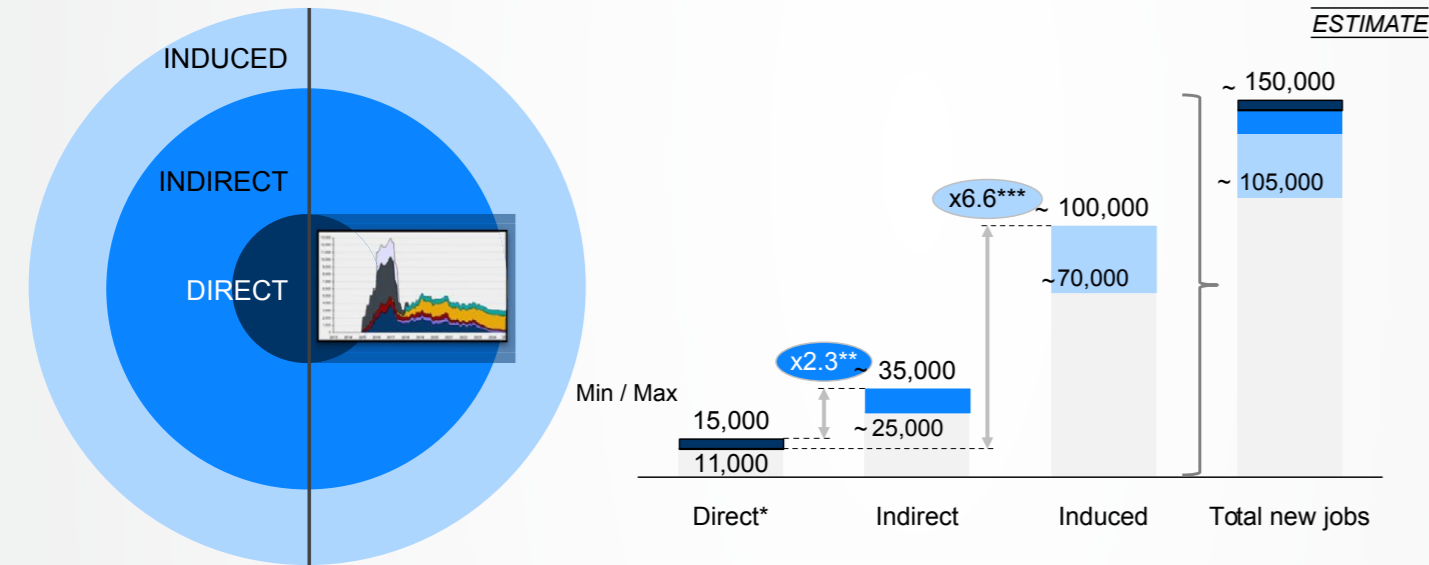 ESTIMATE
INDUCED
INDIRECT
DIRECT
~ 150,000
~ 105,000
x6.6***
~ 100,000
~70,000
x2.3**
~ 35,000
~25,000
Min / Max
15,000
11,000
Direct*
Indirect
Induced
Total new jobs